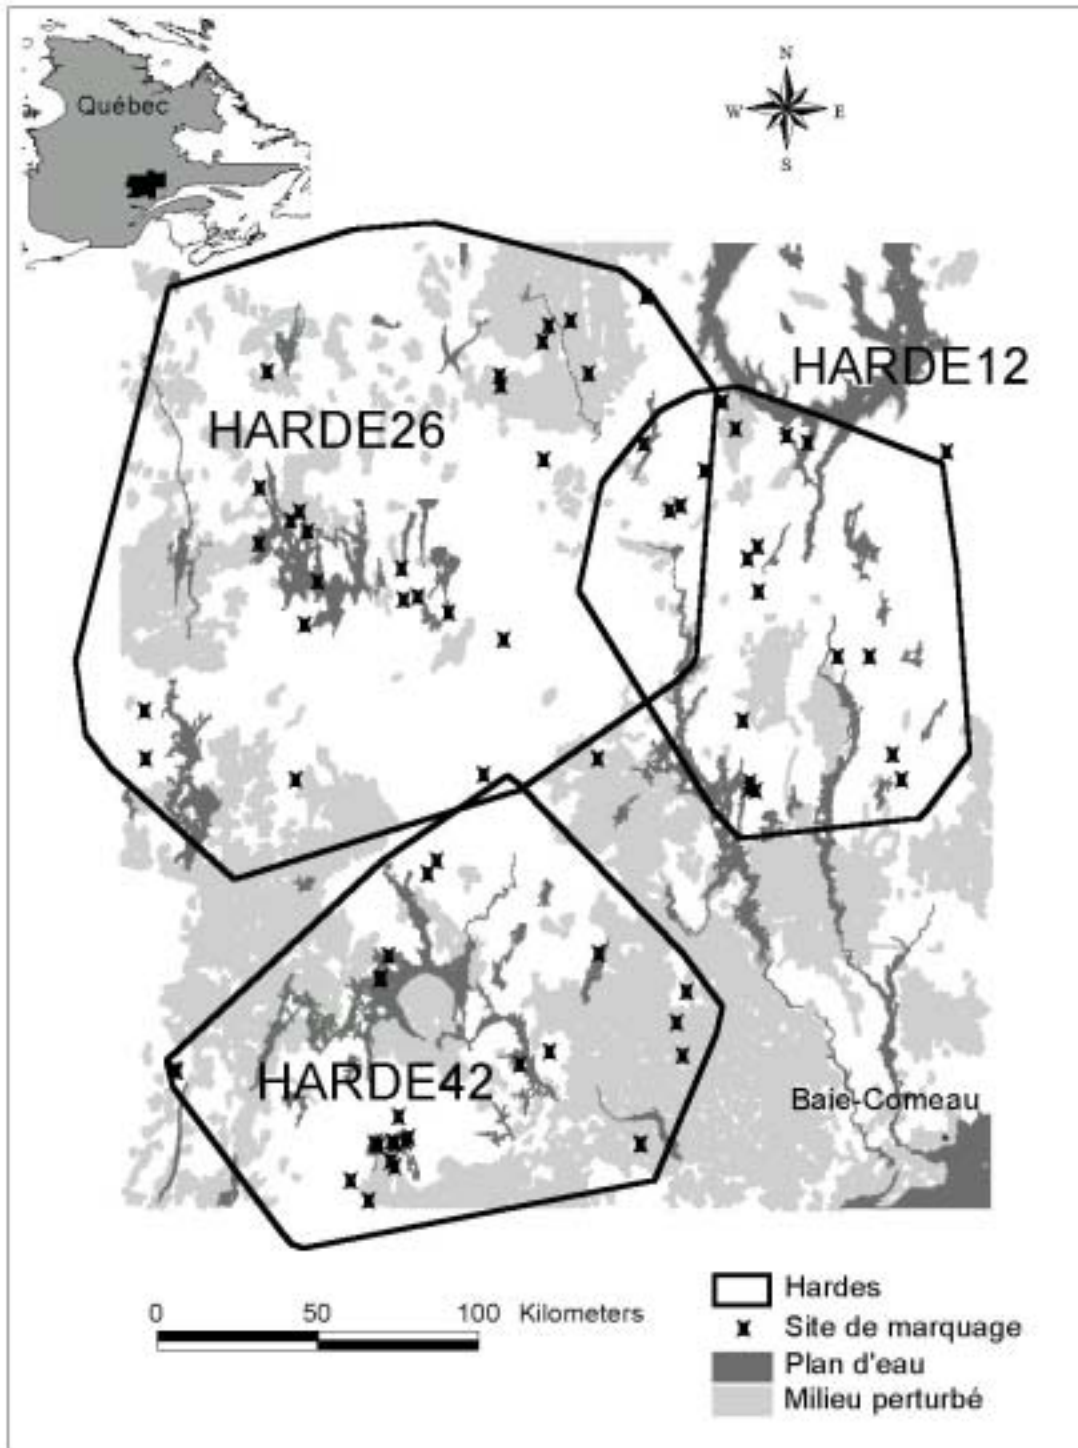 Québec
N
W E
S
HARDE12
HARDE26
HARDE42
Baie-Comeau
0 50 100 Kilometers
Hardes
Site de marquage
Plan d'eau
Milieu perturbé